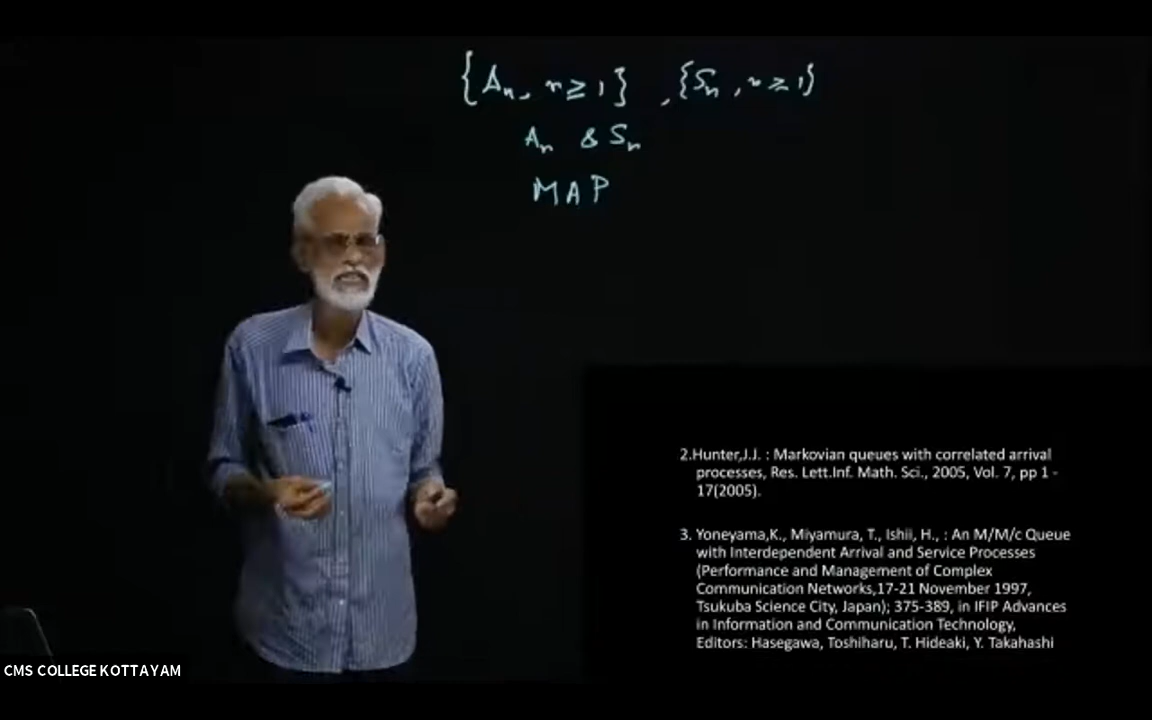 {An, n ≥ 1}, {Sn, n ≥ 1}
An & Sn
MAP
2.Hunter,J.J. : Markovian queues with correlated arrival
processes, Res. Lett.Inf. Math. Sci., 2005, Vol. 7, pp 1 -
17(2005).
3. Yoneyama,K., Miyamura, T., Ishii, H., : An M/M/c Queue
with Interdependent Arrival and Service Processes
(Performance and Management of Complex
Communication Networks,17-21 November 1997,
Tsukuba Science City, Japan); 375-389, in IFIP Advances
in Information and Communication Technology,
Editors: Hasegawa, Toshiharu, T. Hideaki, Y. Takahashi
CMS COLLEGE KOTTAYAM